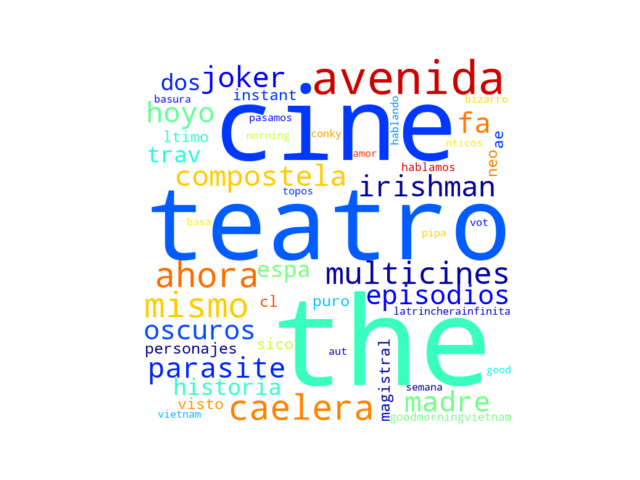 dos joker avenida
basura instant
hoyo pasamos cine hablando bizarro
ltimo morning conky fa
trav amor nticos ae
compostela hablamos neo
topos irishman
basa teatro vot
pipa
ahora espa multicines
mismo cl puro episodios
oscuros the latrincherainfinita
personajes sico aut
parasite magistral good
historia semana
visto caelera madre
vietnam goodmorningvietnam